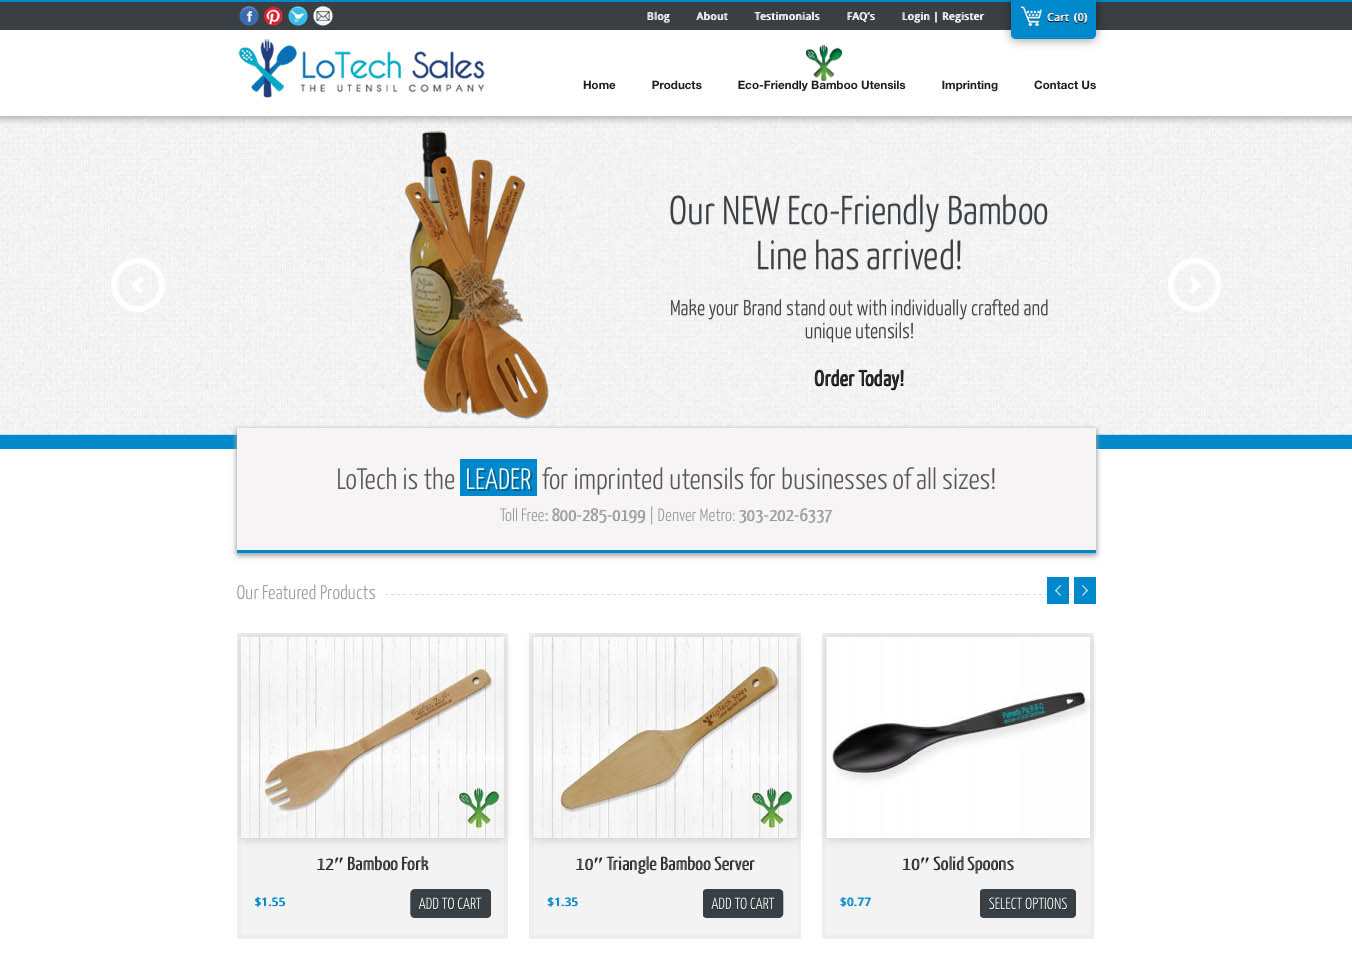 Blog About Testimonials FAQ's Login | Register Cart (0)
LoTech Sales
THE UTENSIL COMPANY
Home Products Eco-Friendly Bamboo Utensils Imprinting Contact Us
Our NEW Eco-Friendly Bamboo
Line has arrived!
Make your Brand stand out with individually crafted and
unique utensils!
Order Today!
LoTech is the LEADER for imprinted utensils for businesses of all sizes!
Toll Free: 800-285-0199 | Denver Metro: 303-202-6337
Our Featured Products
LoTech Sales
12″ Bamboo Fork
$1.55 ADD TO CART
10″ Triangle Bamboo Server
$1.35 ADD TO CART
10″ Solid Spoons
$0.77 SELECT OPTIONS